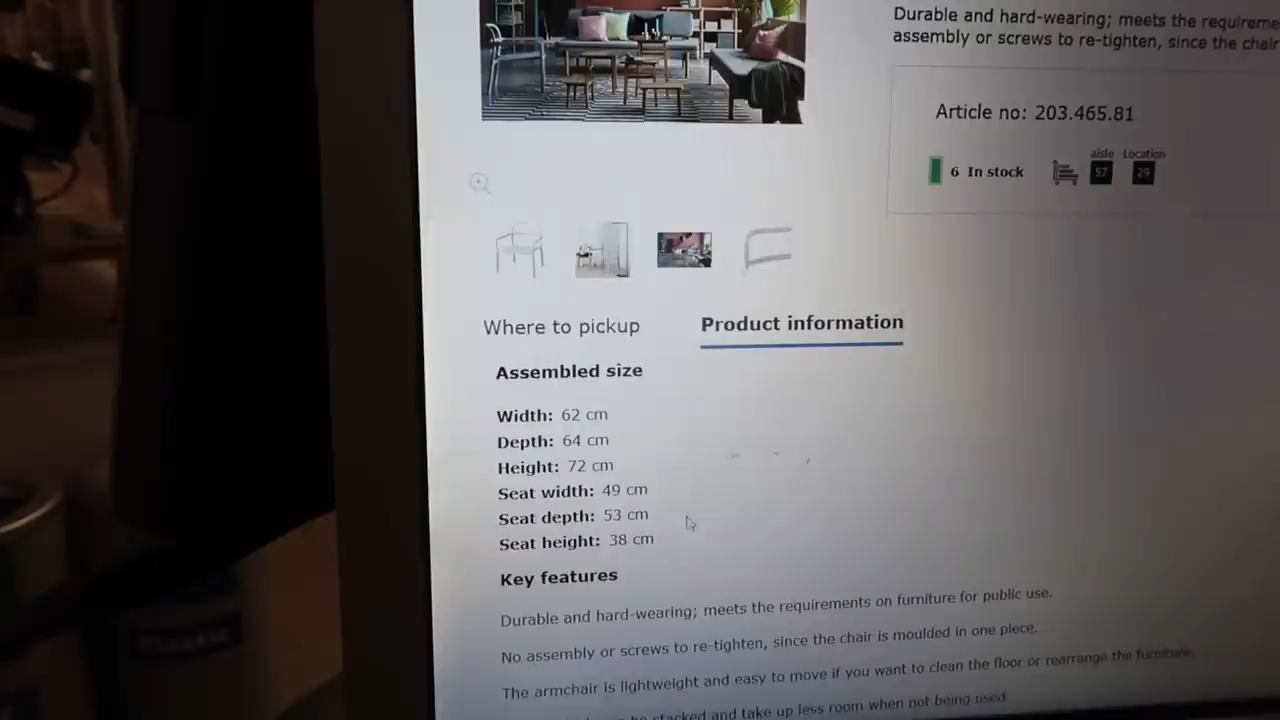 Durable and hard-wearing; meets the
assembly or screws to re-tighten, since the chair
Article no: 203.465.81
aisle Location
6 In stock 57 29
Where to pickup Product information
Assembled size
Width: 62 cm
Depth: 64 cm
Height: 72 cm
Seat width: 49 cm
Seat depth: 53 cm
Seat height: 38 cm
Key features
Durable and hard-wearing; meets the requirements on furniture for public use.
No assembly or screws to re-tighten, since the chair is moulded in one piece.
The armchair is lightweight and easy to move if you want to clean the floor or rearrange the furniture.
be stacked and take up less room when not being used.
Plastic